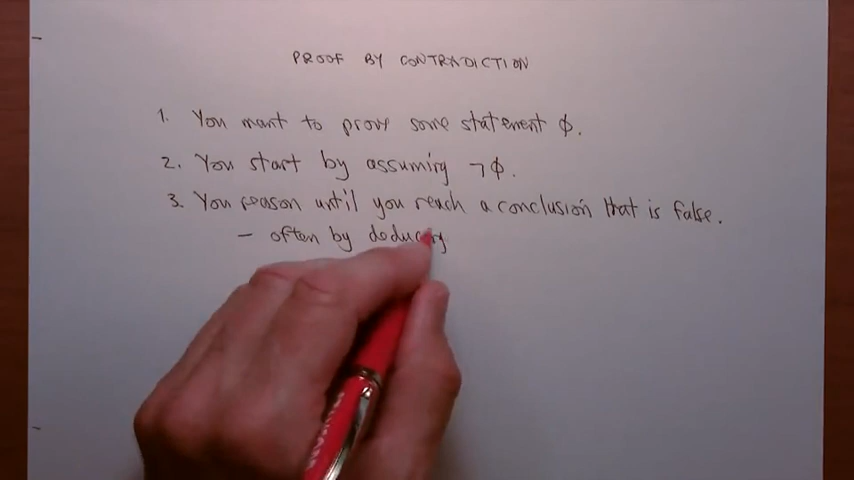 PROOF BY CONTRADICTION
1. You want to prove some statement ϕ.
2. You start by assuming ¬ϕ.
3. You reason until you reach a conclusion that is false.
– often by deducing